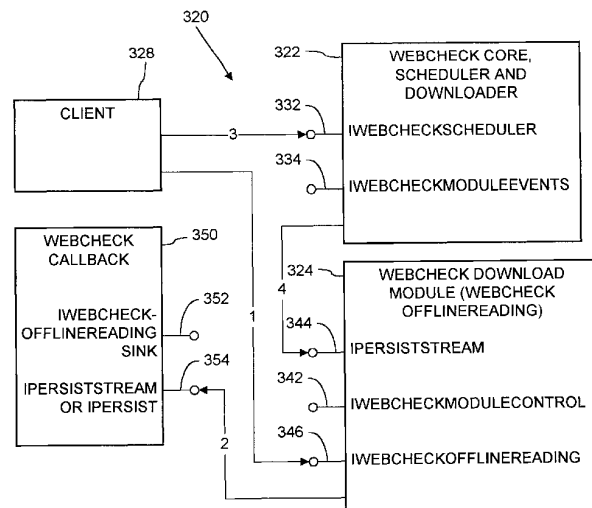 320
328
CLIENT
322
WEBCHECK CORE,
SCHEDULER AND
DOWNLOADER
332
3
IWEBCHECKSCHEDULER
334
IWEBCHECKMODULEEVENTS
350
WEBCHECK
CALLBACK
352
IWEBCHECK-
OFFLINEREADING
SINK
354
IPERSISTSTREAM
OR IPERSIST
1
2
4
324
WEBCHECK DOWNLOAD
MODULE (WEBCHECK
OFFLINEREADING)
344
IPERSISTSTREAM
342
IWEBCHECKMODULECONTROL
346
IWEBCHECKOFFLINEREADING